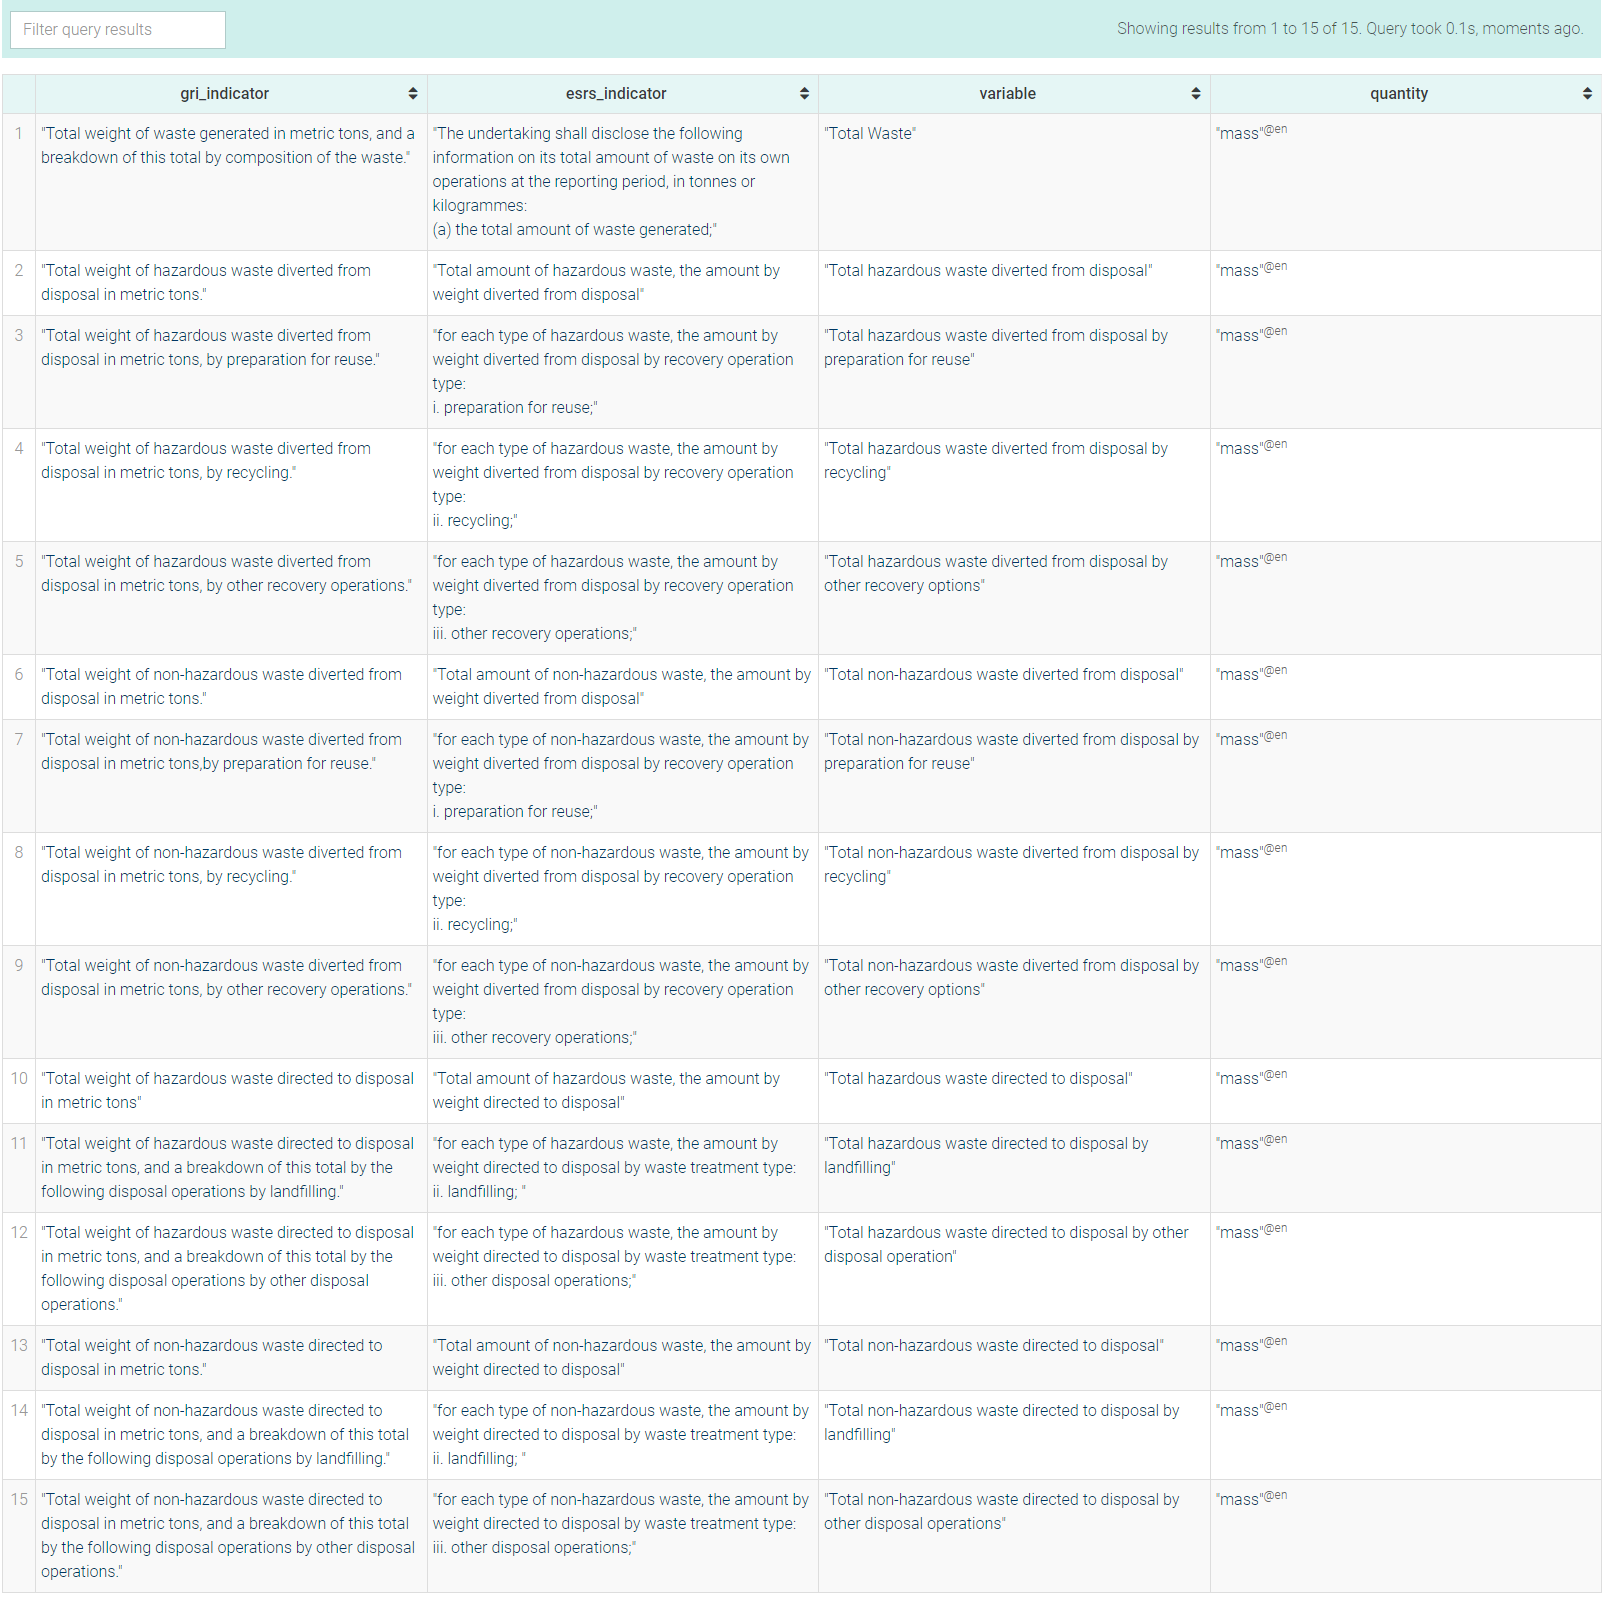 Filter query results
Showing results from 1 to 15 of 15. Query took 0.1s, moments ago.
gri_indicator
esrs_indicator
variable
quantity
1
"Total weight of waste generated in metric tons, and a
breakdown of this total by composition of the waste."
"The undertaking shall disclose the following
information on its total amount of waste on its own
operations at the reporting period, in tonnes or
kilogrammes:
(a) the total amount of waste generated;"
"Total Waste"
"mass"@en
2
"Total weight of hazardous waste diverted from
disposal in metric tons."
"Total amount of hazardous waste, the amount by
weight diverted from disposal"
"Total hazardous waste diverted from disposal"
"mass"@en
3
"Total weight of hazardous waste diverted from
disposal in metric tons, by preparation for reuse."
"for each type of hazardous waste, the amount by
weight diverted from disposal by recovery operation
type:
i. preparation for reuse;"
"Total hazardous waste diverted from disposal by
preparation for reuse"
"mass"@en
4
"Total weight of hazardous waste diverted from
disposal in metric tons, by recycling."
"for each type of hazardous waste, the amount by
weight diverted from disposal by recovery operation
type:
ii. recycling;"
"Total hazardous waste diverted from disposal by
recycling"
"mass"@en
5
"Total weight of hazardous waste diverted from
disposal in metric tons, by other recovery operations."
"for each type of hazardous waste, the amount by
weight diverted from disposal by recovery operation
type:
iii. other recovery operations;"
"Total hazardous waste diverted from disposal by
other recovery options"
"mass"@en
6
"Total weight of non-hazardous waste diverted from
disposal in metric tons."
"Total amount of non-hazardous waste, the amount by
weight diverted from disposal"
"Total non-hazardous waste diverted from disposal"
"mass"@en
7
"Total weight of non-hazardous waste diverted from
disposal in metric tons,by preparation for reuse."
"for each type of non-hazardous waste, the amount by
weight diverted from disposal by recovery operation
type:
i. preparation for reuse;"
"Total non-hazardous waste diverted from disposal by
preparation for reuse"
"mass"@en
8
"Total weight of non-hazardous waste diverted from
disposal in metric tons, by recycling."
"for each type of non-hazardous waste, the amount by
weight diverted from disposal by recovery operation
type:
ii. recycling;"
"Total non-hazardous waste diverted from disposal by
recycling"
"mass"@en
9
"Total weight of non-hazardous waste diverted from
disposal in metric tons, by other recovery operations."
"for each type of non-hazardous waste, the amount by
weight diverted from disposal by recovery operation
type:
iii. other recovery operations;"
"Total non-hazardous waste diverted from disposal by
other recovery options"
"mass"@en
10
"Total weight of hazardous waste directed to disposal
in metric tons"
"Total amount of hazardous waste, the amount by
weight directed to disposal"
"Total hazardous waste directed to disposal"
"mass"@en
11
"Total weight of hazardous waste directed to disposal
in metric tons, and a breakdown of this total by the
following disposal operations by landfilling."
"for each type of hazardous waste, the amount by
weight directed to disposal by waste treatment type:
ii. landfilling; "
"Total hazardous waste directed to disposal by
landfilling"
"mass"@en
12
"Total weight of hazardous waste directed to disposal
in metric tons, and a breakdown of this total by the
following disposal operations by other disposal
operations."
"for each type of hazardous waste, the amount by
weight directed to disposal by waste treatment type:
iii. other disposal operations;"
"Total hazardous waste directed to disposal by other
disposal operation"
"mass"@en
13
"Total weight of non-hazardous waste directed to
disposal in metric tons."
"Total amount of non-hazardous waste, the amount by
weight directed to disposal"
"Total non-hazardous waste directed to disposal"
"mass"@en
14
"Total weight of non-hazardous waste directed to
disposal in metric tons, and a breakdown of this total
by the following disposal operations by landfilling."
"for each type of non-hazardous waste, the amount by
weight directed to disposal by waste treatment type:
ii. landfilling; "
"Total non-hazardous waste directed to disposal by
landfilling"
"mass"@en
15
"Total weight of non-hazardous waste directed to
disposal in metric tons, and a breakdown of this total
by the following disposal operations by other disposal
operations."
"for each type of non-hazardous waste, the amount by
weight directed to disposal by waste treatment type:
iii. other disposal operations;"
"Total non-hazardous waste directed to disposal by
other disposal operations"
"mass"@en